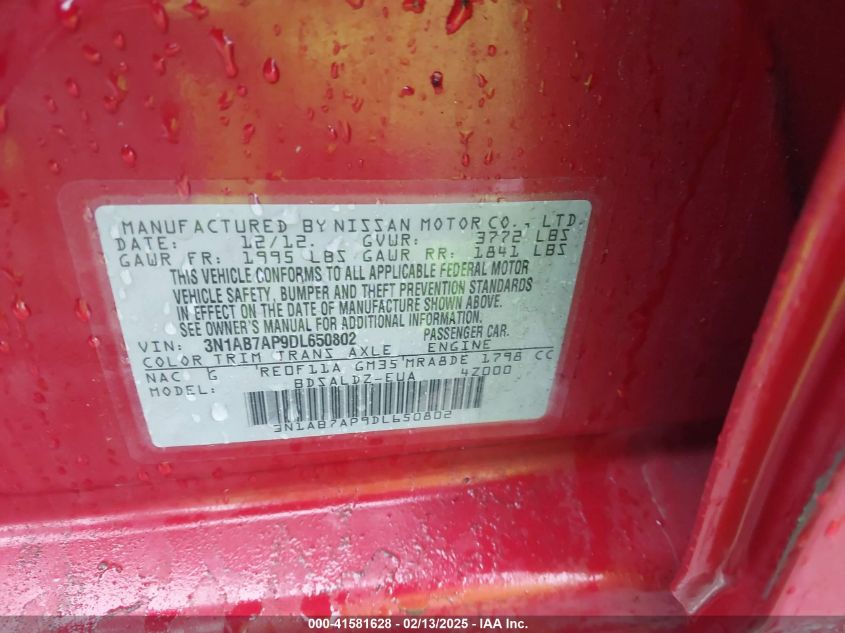 MANUFACTURED BY NISSAN MOTOR CO., LTD.
DATE: 12/12. GVWR: 3772 LBS
GAWR FR: 1995 LBS GAWR RR: 1841 LBS
THIS VEHICLE CONFORMS TO ALL APPLICABLE FEDERAL MOTOR
VEHICLE SAFETY, BUMPER AND THEFT PREVENTION STANDARDS
IN EFFECT ON THE DATE OF MANUFACTURE SHOWN ABOVE.
SEE OWNER'S MANUAL FOR ADDITIONAL INFORMATION.
VIN: 3N1AB7AP9DL650802 PASSENGER CAR.
COLOR TRIM TRANS AXLE ENGINE
NAC G RE0F11A GM35 MRA8DE 1798 CC
MODEL: BDSALDZ-EUA 4Z000
3N1AB7AP9DL650802
000-41581628 - 02/13/2025 - IAA Inc.